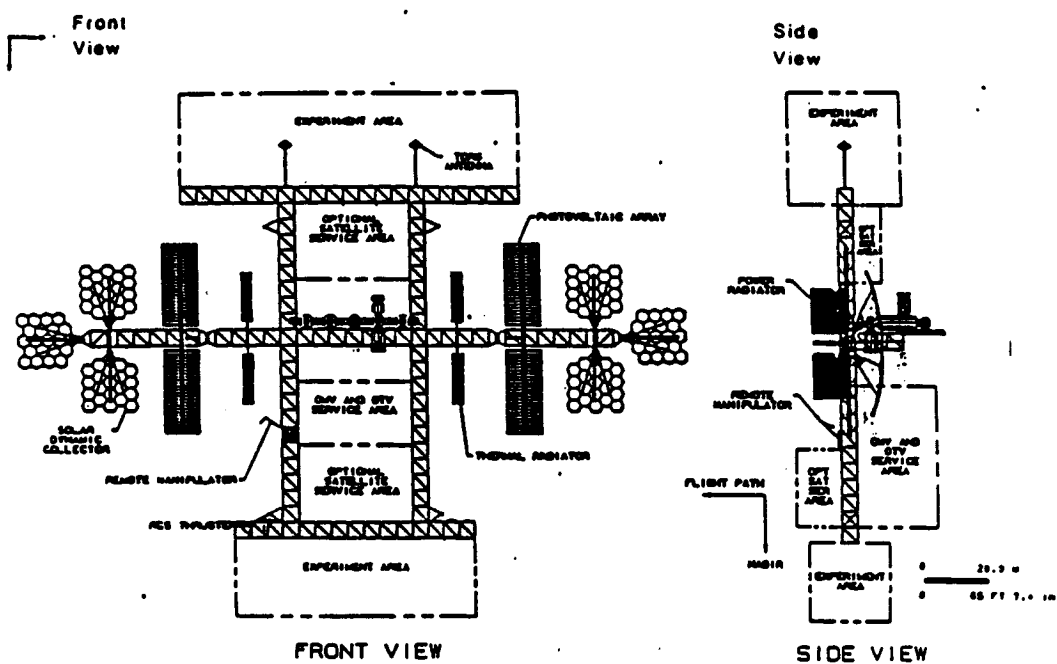 Front
View
EXPERIMENT AREA
TDRS
ANTENNA
OPTIONAL
SATELLITE
SERVICE AREA
PHOTOVOLTAIC ARRAY
OMV AND OTV
SERVICE AREA
SOLAR
DYNAMIC
COLLECTOR
THERMAL RADIATOR
REMOTE MANIPULATOR
OPTIONAL
SATELLITE
SERVICE AREA
RCS THRUSTER
EXPERIMENT AREA
FRONT VIEW
Side
View
EXPERIMENT
AREA
POWER
RADIATOR
REMOTE
MANIPULATOR
OMV AND
OTV
SERVICE
AREA
OPT
SAT
SER
AREA
FLIGHT PATH
NADIR
EXPERIMENT
AREA
0
0
SIDE VIEW